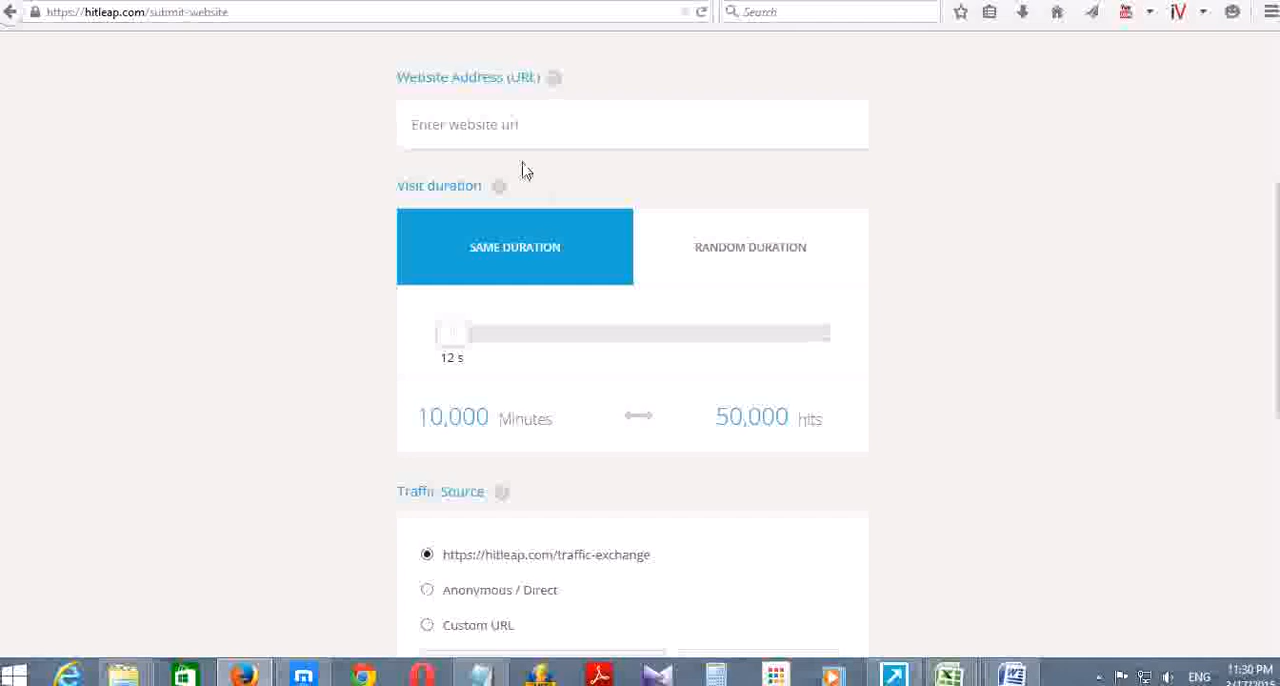 https://hitleap.com/submit-website
Search
Website Address (URL)
Enter website url
Visit duration
SAME DURATION
RANDOM DURATION
12 s
10,000 Minutes
50,000 hits
Traffic Source
https://hitleap.com/traffic-exchange
Anonymous / Direct
Custom URL
ENG
11:30 PM